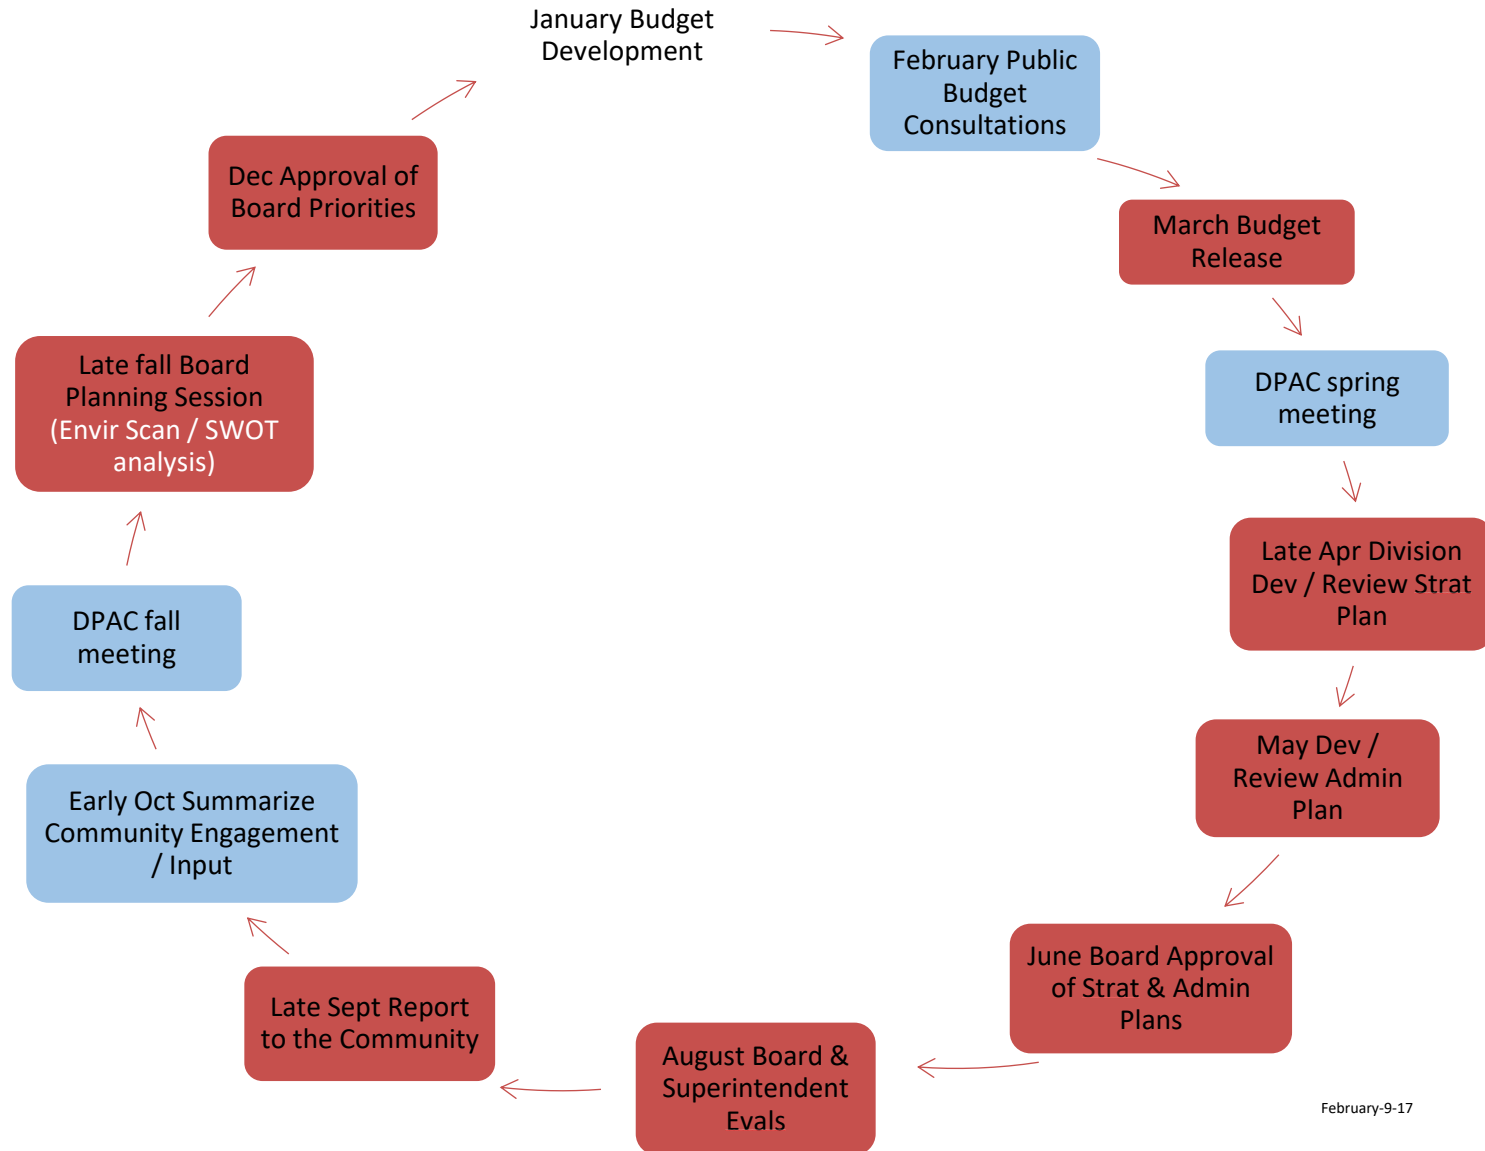 January Budget
Development
February Public
Budget
Consultations
March Budget
Release
DPAC spring
meeting
Late Apr Division
Dev / Review Strat
Plan
May Dev /
Review Admin
Plan
June Board Approval
of Strat & Admin
Plans
August Board &
Superintendent
Evals
Late Sept Report
to the Community
Early Oct Summarize
Community Engagement
/ Input
DPAC fall
meeting
Late fall Board
Planning Session
(Envir Scan / SWOT
analysis)
Dec Approval of
Board Priorities
February-9-17